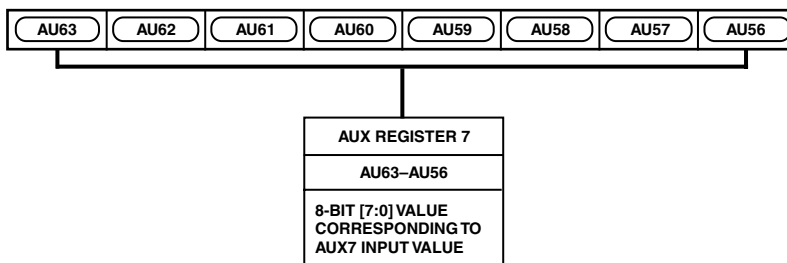 AU63 AU62 AU61 AU60 AU59 AU58 AU57 AU56
AUX REGISTER 7
AU63–AU56
8-BIT [7:0] VALUE
CORRESPONDING TO
AUX7 INPUT VALUE